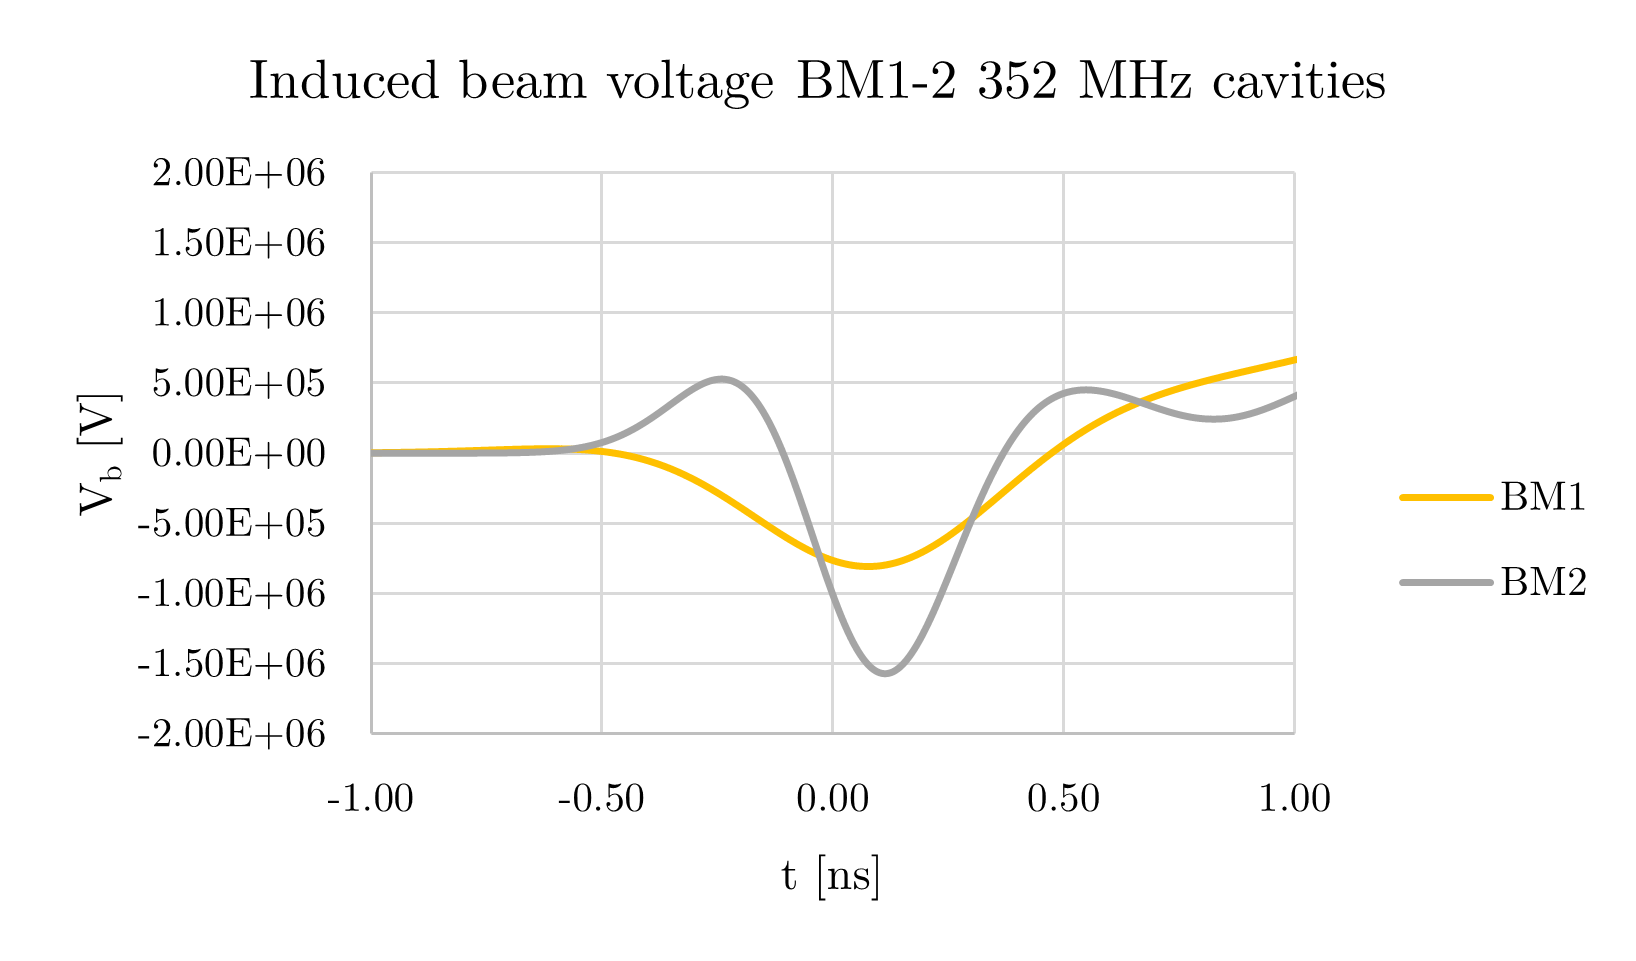 Induced beam voltage BM1-2 352 MHz cavities
2.00E+06
1.50E+06
1.00E+06
5.00E+05
0.00E+00
-5.00E+05
-1.00E+06
-1.50E+06
-2.00E+06
V_b [V]
-1.00 -0.50 0.00 0.50 1.00
t [ns]
BM1
BM2